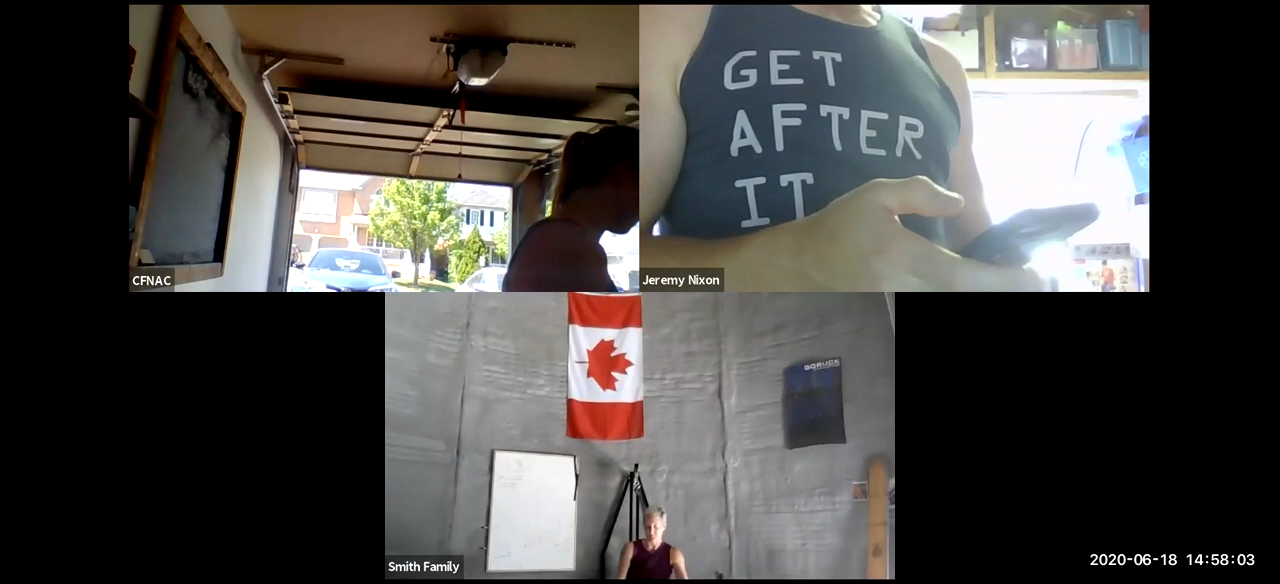 GET
AFTER
IT
CFNAC
Jeremy Nixon
GORUCK
Smith Family
2020-06-18 14:58:03